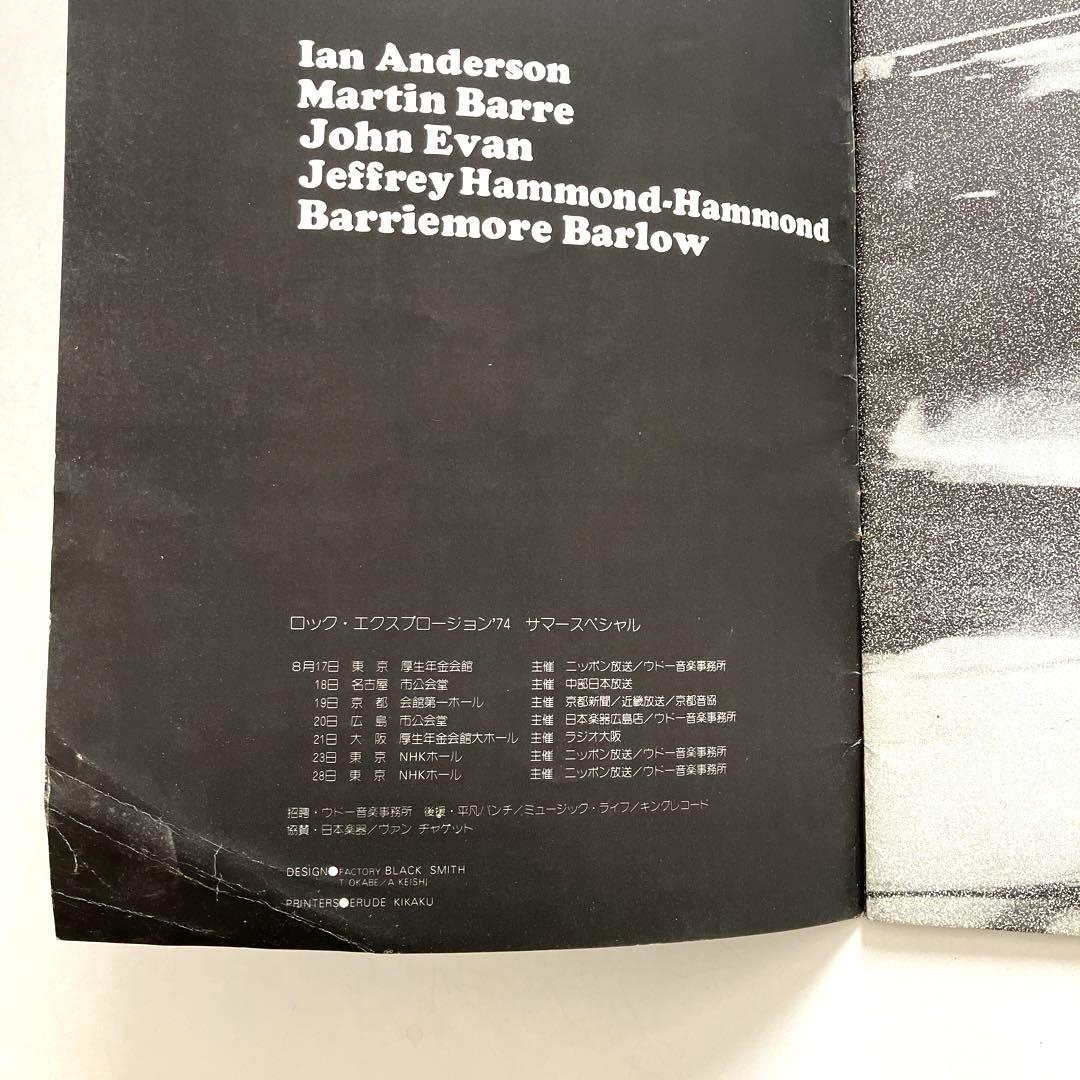 Ian Anderson
Martin Barre
John Evan
Jeffrey Hammond-Hammond
Barriemore Barlow
ロック・エクスプロージョン'74 サマースペシャル
8月17日 東京 厚生年金会館 主催 ニッポン放送/ウドー音楽事務所
18日 名古屋 市公会堂 主催 中部日本放送
19日 京都 会館第一ホール 主催 京都新聞/近畿放送/京都音協
20日 広島 市公会堂 主催 日本楽器広島店/ウドー音楽事務所
21日 大阪 厚生年金会館大ホール 主催 ラジオ大阪
23日 東京 NHKホール 主催 ニッポン放送/ウドー音楽事務所
28日 東京 NHKホール 主催 ニッポン放送/ウドー音楽事務所
招聘・ウドー音楽事務所 後援・平凡パンチ/ミュージック・ライフ/キングレコード
協賛・日本楽器/ヴァン ヂャケット
DESIGN●FACTORY BLACK SMITH
T OKABE/A KEISHI
PRINTERS●ERUDE KIKAKU